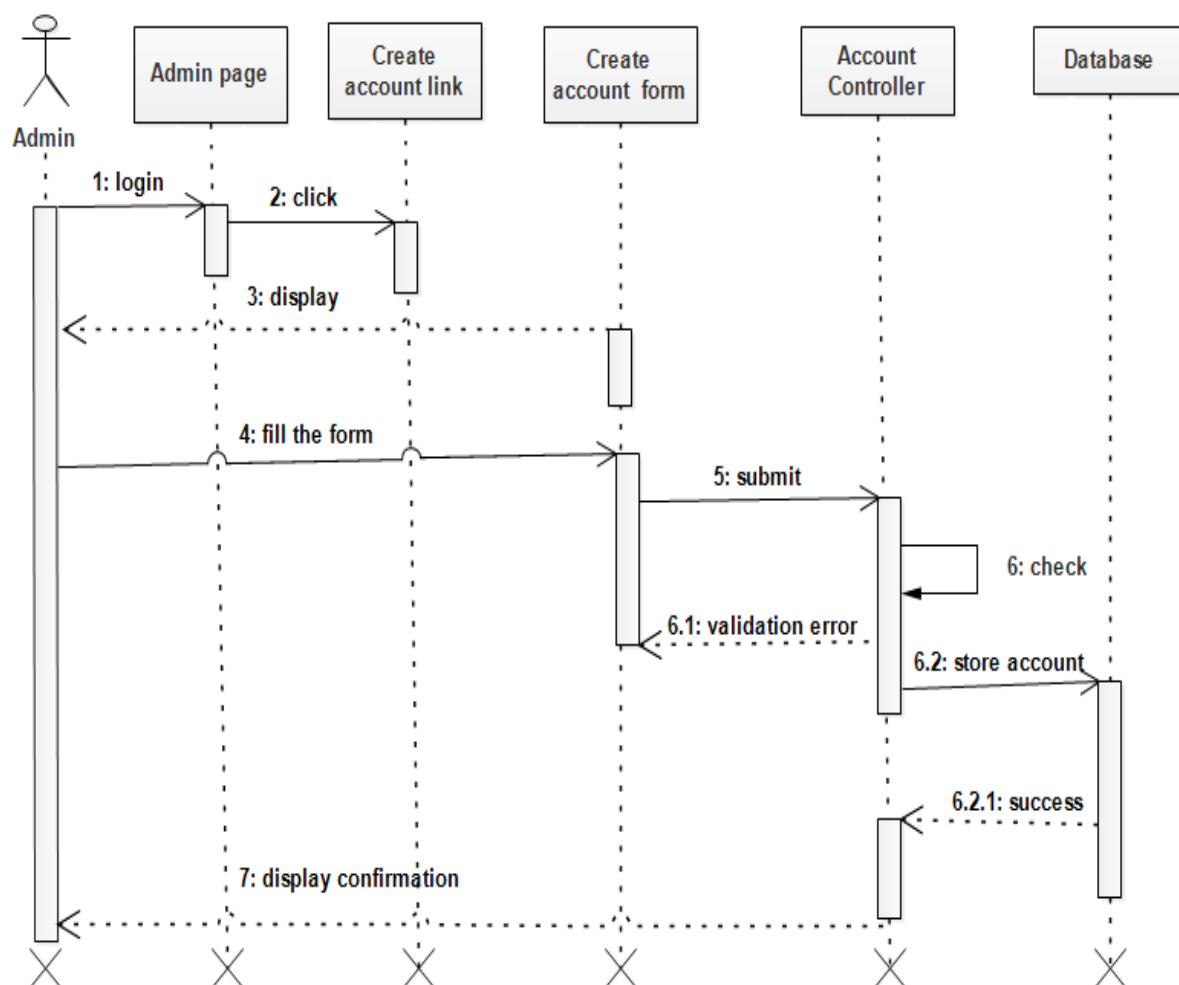 Admin page
Create
account link
Create
account form
Account
Controller
Database
Admin
1: login
2: click
3: display
4: fill the form
5: submit
6: check
6.1: validation error
6.2: store account
6.2.1: success
7: display confirmation